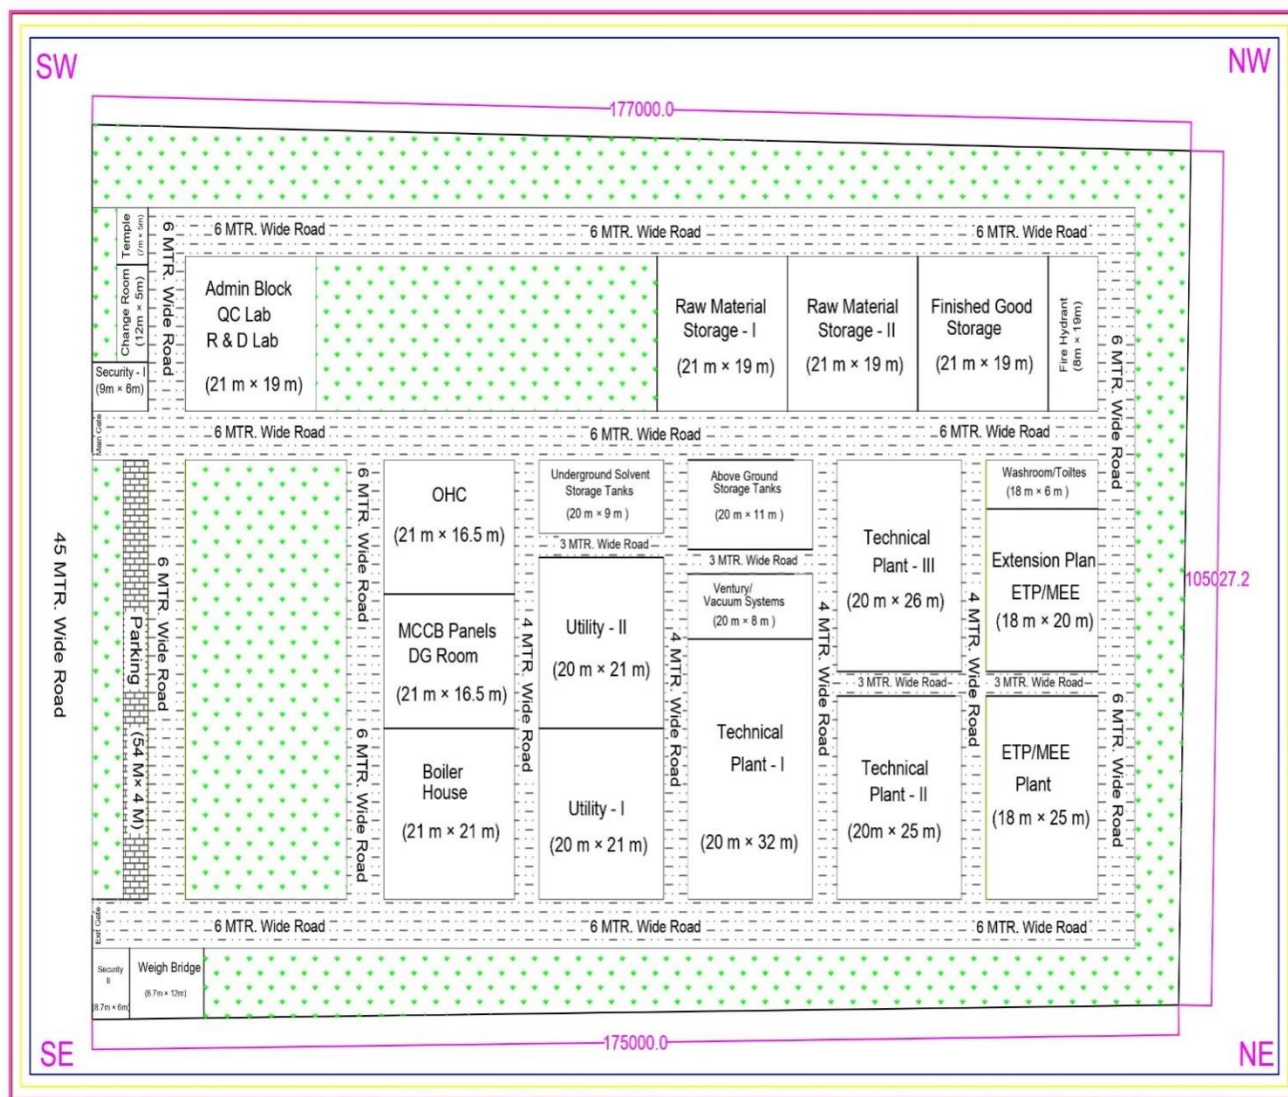 SW
NW
177000.0
6 MTR. Wide Road
6 MTR. Wide Road
6 MTR. Wide Road
Temple
(7m × 5m)
Change Room
(12m × 5m)
Security - I
(9m × 6m)
6 MTR. Wide Road
Admin Block
QC Lab
R & D Lab
(21 m × 19 m)
Raw Material
Storage - I
(21 m × 19 m)
Raw Material
Storage - II
(21 m × 19 m)
Finished Good
Storage
(21 m × 19 m)
Fire Hydrant
(8m × 19m)
6 MTR. Wide Road
Main Gate
6 MTR. Wide Road
6 MTR. Wide Road
6 MTR. Wide Road
45 MTR. Wide Road
Parking
(54 M× 4 M)
6 MTR. Wide Road
6 MTR. Wide Road
6 MTR. Wide Road
OHC
(21 m × 16.5 m)
MCCB Panels
DG Room
(21 m × 16.5 m)
Boiler
House
(21 m × 21 m)
4 MTR. Wide Road
Underground Solvent
Storage Tanks
(20 m × 9 m )
3 MTR. Wide Road
Utility - II
(20 m × 21 m)
Utility - I
(20 m × 21 m)
4 MTR. Wide Road
Above Ground
Storage Tanks
(20 m × 11 m )
3 MTR. Wide Road
Ventury/
Vacuum Systems
(20 m × 8 m )
Technical
Plant - I
(20 m × 32 m)
4 MTR. Wide Road
Technical
Plant - III
(20 m × 26 m)
3 MTR. Wide Road
Technical
Plant - II
(20m × 25 m)
4 MTR. Wide Road
Washroom/Toiltes
(18 m × 6 m )
Extension Plan
ETP/MEE
(18 m × 20 m)
3 MTR. Wide Road
ETP/MEE
Plant
(18 m × 25 m)
6 MTR. Wide Road
105027.2
Exit Gate
6 MTR. Wide Road
6 MTR. Wide Road
6 MTR. Wide Road
Security
II
(8.7m × 6m)
Weigh Bridge
(8.7m × 12m)
175000.0
SE
NE